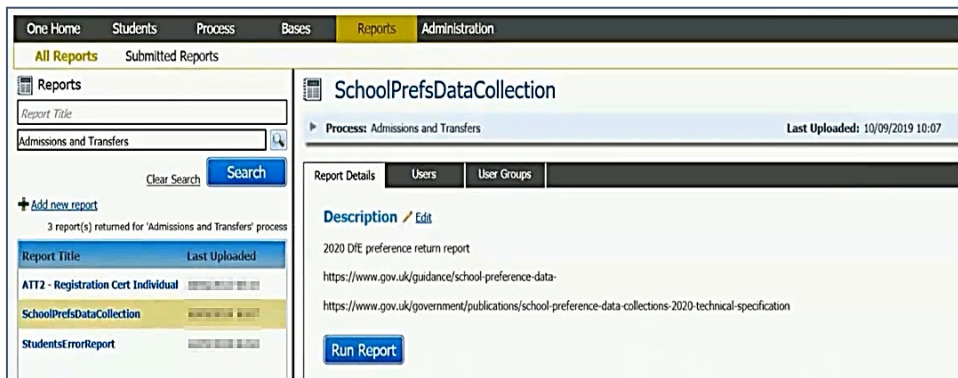 One Home Students Process Bases Reports Administration
All Reports Submitted Reports
Reports
Report Title
Admissions and Transfers
Clear Search Search
Add new report
3 report(s) returned for 'Admissions and Transfers' process
Report Title Last Uploaded
ATT2 - Registration Cert Individual
SchoolPrefsDataCollection
StudentsErrorReport
SchoolPrefsDataCollection
Process: Admissions and Transfers Last Uploaded: 10/09/2019 10:07
Report Details Users User Groups
Description Edit
2020 DfE preference return report
https://www.gov.uk/guidance/school-preference-data-
https://www.gov.uk/government/publications/school-preference-data-collections-2020-technical-specification
Run Report